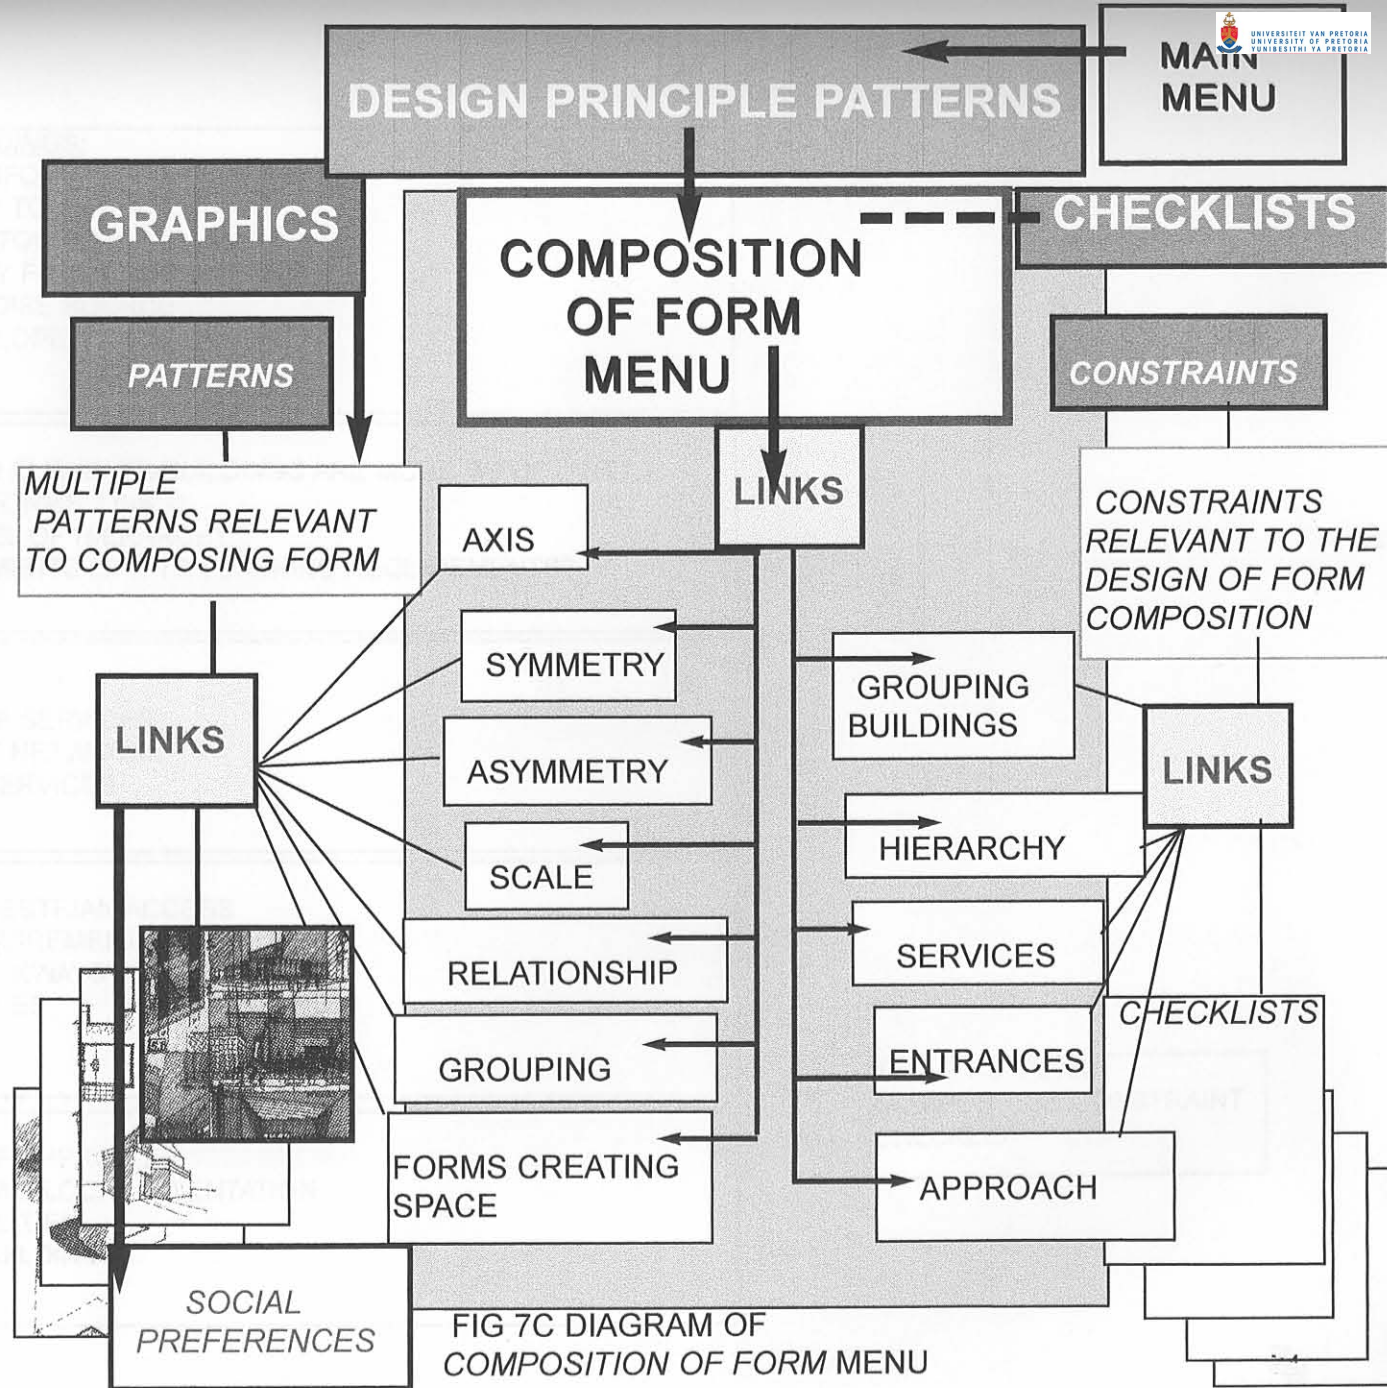 UNIVERSITEIT VAN PRETORIA
UNIVERSITY OF PRETORIA
YUNIBESITHI YA PRETORIA
MAIN
MENU
DESIGN PRINCIPLE PATTERNS
GRAPHICS
CHECKLISTS
COMPOSITION
OF FORM
MENU
PATTERNS
CONSTRAINTS
LINKS
MULTIPLE
PATTERNS RELEVANT
TO COMPOSING FORM
AXIS
CONSTRAINTS
RELEVANT TO THE
DESIGN OF FORM
COMPOSITION
SYMMETRY
GROUPING
BUILDINGS
LINKS
ASYMMETRY
LINKS
SCALE
HIERARCHY
RELATIONSHIP
SERVICES
CHECKLISTS
GROUPING
ENTRANCES
FORMS CREATING
SPACE
APPROACH
SOCIAL
PREFERENCES
FIG 7C DIAGRAM OF
COMPOSITION OF FORM MENU